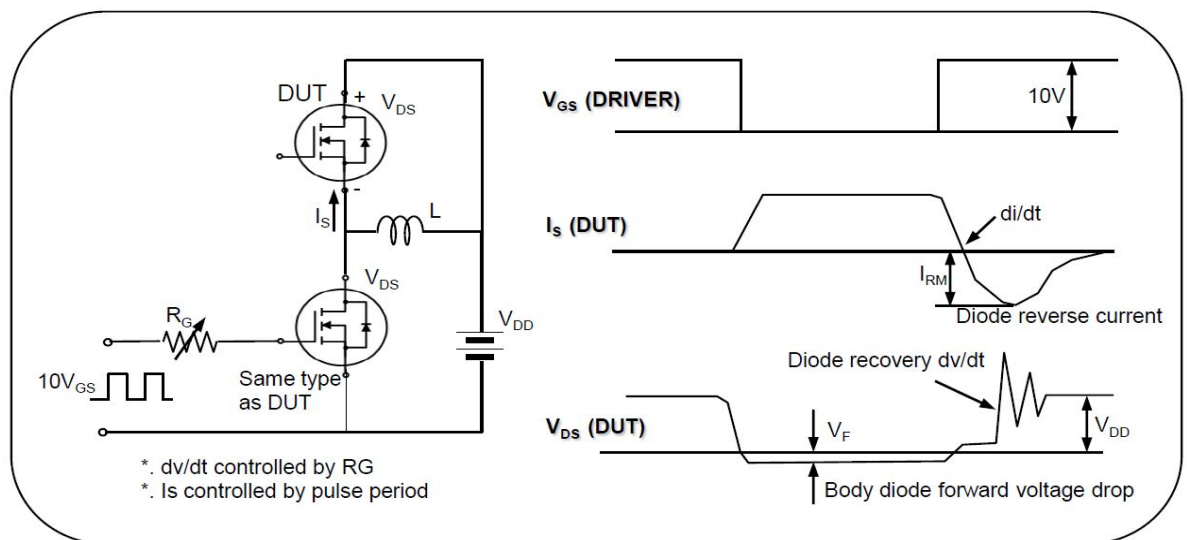 DUT
+
V_DS
-
I_S
L
V_DS
R_G
V_DD
10V_GS
Same type
as DUT
*. dv/dt controlled by RG
*. Is controlled by pulse period
V_GS (DRIVER)
10V
I_S (DUT)
di/dt
I_RM
Diode reverse current
Diode recovery dv/dt
V_DS (DUT)
V_F
V_DD
Body diode forward voltage drop